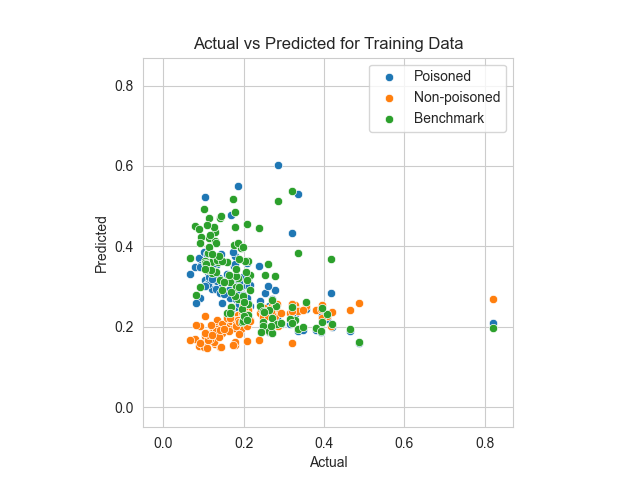 Actual vs Predicted for Training Data
Poisoned
Non-poisoned
Benchmark
0.8
0.6
0.4
0.2
0.0
Predicted
0.0 0.2 0.4 0.6 0.8
Actual